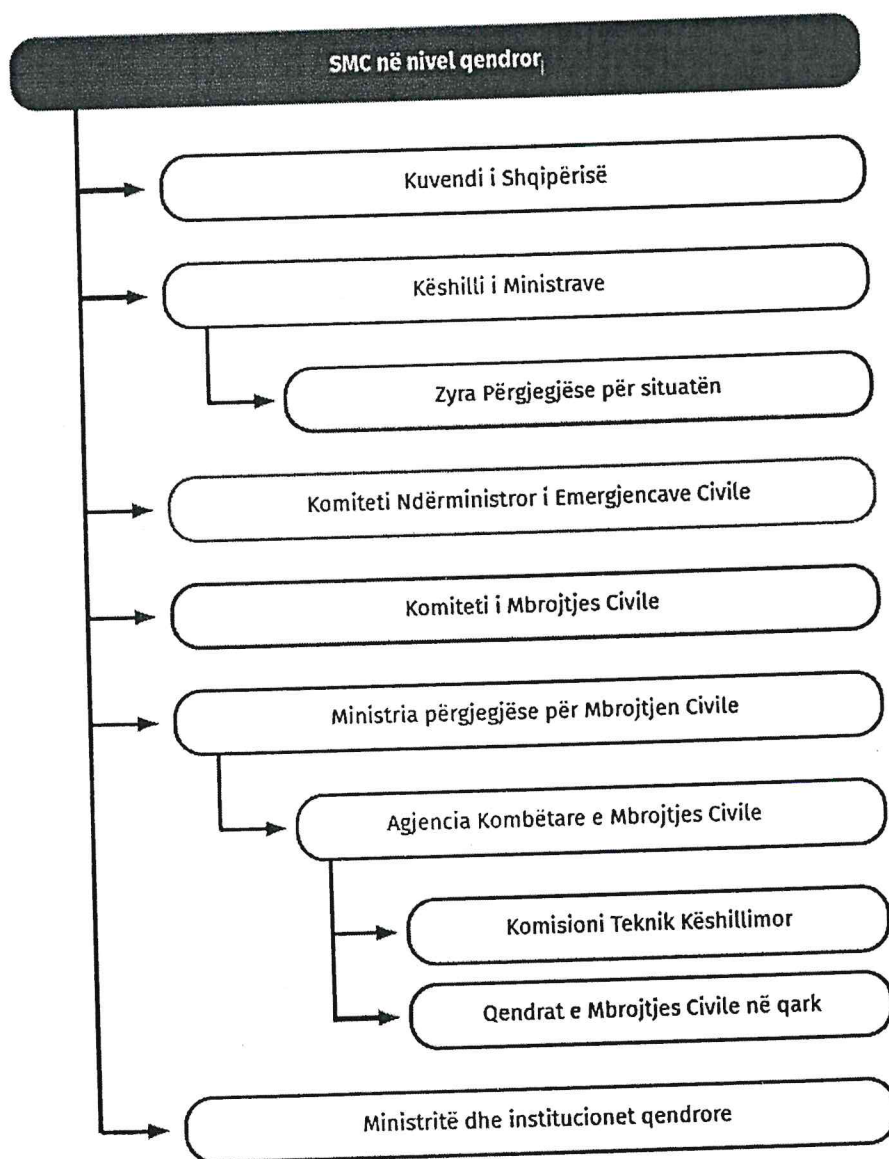 SMC në nivel qendror
Kuvendi i Shqipërisë
Këshilli i Ministrave
Zyra Përgjegjëse për situatën
Komiteti Ndërministror i Emergjencave Civile
Komiteti i Mbrojtjes Civile
Ministria përgjegjëse për Mbrojtjen Civile
Agjencia Kombëtare e Mbrojtjes Civile
Komisioni Teknik Këshillimor
Qendrat e Mbrojtjes Civile në qark
Ministritë dhe institucionet qendrore